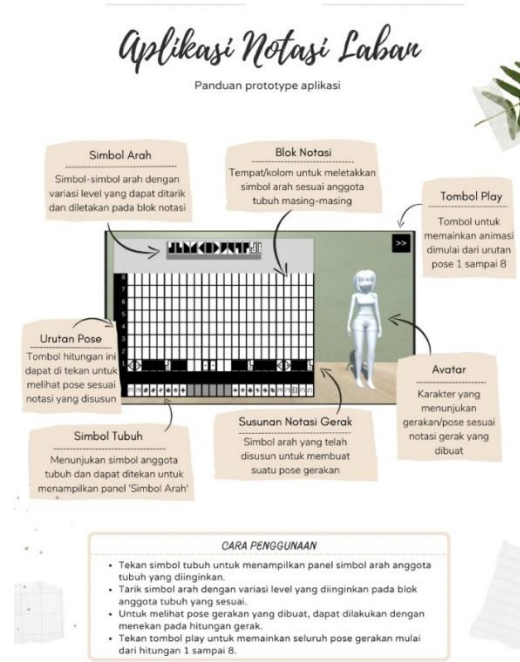 Aplikasi Notasi Laban
Panduan prototype aplikasi
Simbol Arah
Simbol-simbol arah dengan
variasi level yang dapat ditarik
dan diletakan pada blok notasi
Blok Notasi
Tempat/kolom untuk meletakkan
simbol arah sesuai anggota
tubuh masing-masing
Tombol Play
Tombol untuk
memainkan animasi
dimulai dari urutan
pose 1 sampai 8
>>
8
7
6
5
4
3
2
1
Urutan Pose
Tombol hitungan ini
dapat di tekan untuk
melihat pose sesuai
notasi yang disusun
Simbol Tubuh
Menunjukan simbol anggota
tubuh dan dapat ditekan untuk
menampilkan panel 'Simbol Arah'
Susunan Notasi Gerak
Simbol arah yang telah
disusun untuk membuat
suatu pose gerakan
Avatar
Karakter yang
menunjukan
gerakan/pose sesuai
notasi gerak yang
dibuat
CARA PENGGUNAAN
• Tekan simbol tubuh untuk menampilkan panel simbol arah anggota
tubuh yang diinginkan.
• Tarik simbol arah dengan variasi level yang diinginkan pada blok
anggota tubuh yang sesuai.
• Untuk melihat pose gerakan yang dibuat, dapat dilakukan dengan
menekan pada hitungan gerak.
• Tekan tombol play untuk memainkan seluruh pose gerakan mulai
dari hitungan 1 sampai 8.